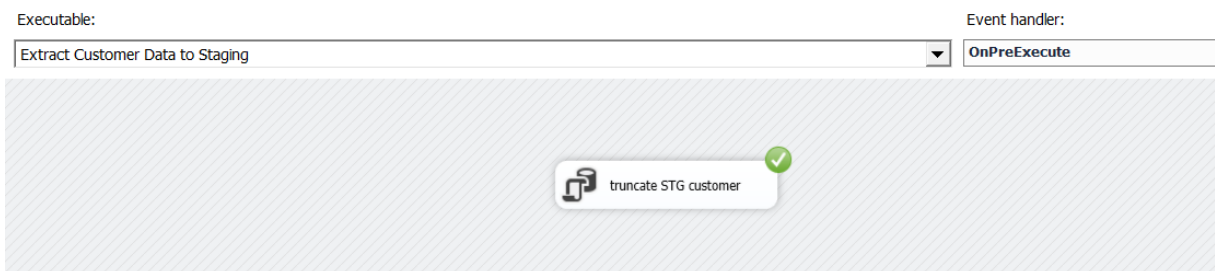 Executable:
Event handler:
Extract Customer Data to Staging
OnPreExecute
truncate STG customer